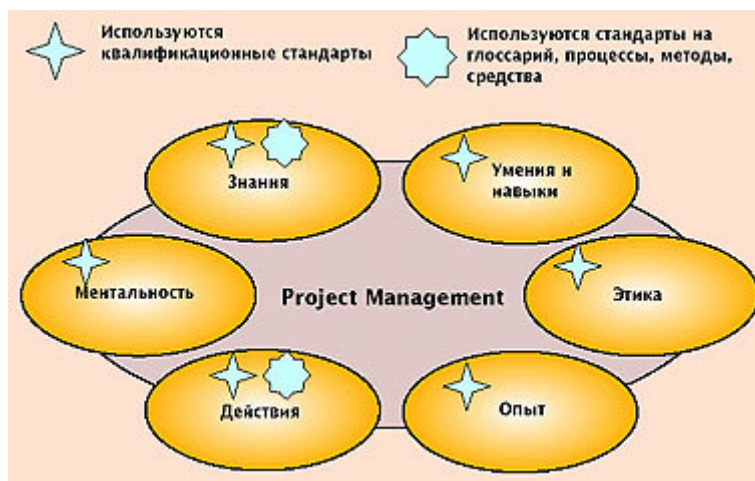 Используются
квалификационные стандарты
Используются стандарты на
глоссарий, процессы, методы,
средства
Знания
Умения и
навыки
Ментальность
Project Management
Этика
Действия
Опыт